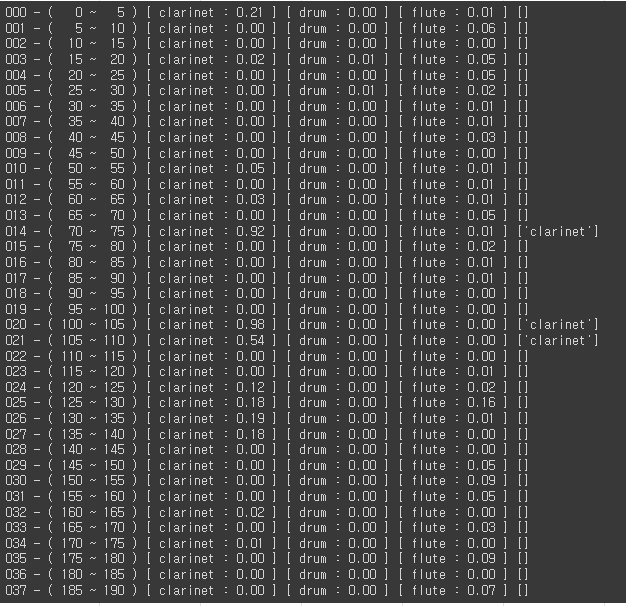 000 - (   0 ~   5 ) [ clarinet : 0.21 ] [ drum : 0.00 ] [ flute : 0.01 ] []
001 - (   5 ~  10 ) [ clarinet : 0.00 ] [ drum : 0.00 ] [ flute : 0.06 ] []
002 - (  10 ~  15 ) [ clarinet : 0.00 ] [ drum : 0.00 ] [ flute : 0.00 ] []
003 - (  15 ~  20 ) [ clarinet : 0.02 ] [ drum : 0.01 ] [ flute : 0.05 ] []
004 - (  20 ~  25 ) [ clarinet : 0.00 ] [ drum : 0.00 ] [ flute : 0.05 ] []
005 - (  25 ~  30 ) [ clarinet : 0.00 ] [ drum : 0.01 ] [ flute : 0.02 ] []
006 - (  30 ~  35 ) [ clarinet : 0.00 ] [ drum : 0.00 ] [ flute : 0.01 ] []
007 - (  35 ~  40 ) [ clarinet : 0.00 ] [ drum : 0.00 ] [ flute : 0.01 ] []
008 - (  40 ~  45 ) [ clarinet : 0.00 ] [ drum : 0.00 ] [ flute : 0.03 ] []
009 - (  45 ~  50 ) [ clarinet : 0.00 ] [ drum : 0.00 ] [ flute : 0.00 ] []
010 - (  50 ~  55 ) [ clarinet : 0.05 ] [ drum : 0.00 ] [ flute : 0.01 ] []
011 - (  55 ~  60 ) [ clarinet : 0.00 ] [ drum : 0.00 ] [ flute : 0.01 ] []
012 - (  60 ~  65 ) [ clarinet : 0.03 ] [ drum : 0.00 ] [ flute : 0.01 ] []
013 - (  65 ~  70 ) [ clarinet : 0.00 ] [ drum : 0.00 ] [ flute : 0.05 ] []
014 - (  70 ~  75 ) [ clarinet : 0.92 ] [ drum : 0.00 ] [ flute : 0.01 ] ['clarinet']
015 - (  75 ~  80 ) [ clarinet : 0.00 ] [ drum : 0.00 ] [ flute : 0.02 ] []
016 - (  80 ~  85 ) [ clarinet : 0.00 ] [ drum : 0.00 ] [ flute : 0.01 ] []
017 - (  85 ~  90 ) [ clarinet : 0.00 ] [ drum : 0.00 ] [ flute : 0.01 ] []
018 - (  90 ~  95 ) [ clarinet : 0.00 ] [ drum : 0.00 ] [ flute : 0.00 ] []
019 - (  95 ~ 100 ) [ clarinet : 0.00 ] [ drum : 0.00 ] [ flute : 0.00 ] []
020 - ( 100 ~ 105 ) [ clarinet : 0.98 ] [ drum : 0.00 ] [ flute : 0.00 ] ['clarinet']
021 - ( 105 ~ 110 ) [ clarinet : 0.54 ] [ drum : 0.00 ] [ flute : 0.00 ] ['clarinet']
022 - ( 110 ~ 115 ) [ clarinet : 0.00 ] [ drum : 0.00 ] [ flute : 0.00 ] []
023 - ( 115 ~ 120 ) [ clarinet : 0.00 ] [ drum : 0.00 ] [ flute : 0.01 ] []
024 - ( 120 ~ 125 ) [ clarinet : 0.12 ] [ drum : 0.00 ] [ flute : 0.02 ] []
025 - ( 125 ~ 130 ) [ clarinet : 0.18 ] [ drum : 0.00 ] [ flute : 0.16 ] []
026 - ( 130 ~ 135 ) [ clarinet : 0.19 ] [ drum : 0.00 ] [ flute : 0.01 ] []
027 - ( 135 ~ 140 ) [ clarinet : 0.18 ] [ drum : 0.00 ] [ flute : 0.00 ] []
028 - ( 140 ~ 145 ) [ clarinet : 0.00 ] [ drum : 0.00 ] [ flute : 0.00 ] []
029 - ( 145 ~ 150 ) [ clarinet : 0.00 ] [ drum : 0.00 ] [ flute : 0.05 ] []
030 - ( 150 ~ 155 ) [ clarinet : 0.00 ] [ drum : 0.00 ] [ flute : 0.09 ] []
031 - ( 155 ~ 160 ) [ clarinet : 0.00 ] [ drum : 0.00 ] [ flute : 0.05 ] []
032 - ( 160 ~ 165 ) [ clarinet : 0.02 ] [ drum : 0.00 ] [ flute : 0.00 ] []
033 - ( 165 ~ 170 ) [ clarinet : 0.00 ] [ drum : 0.00 ] [ flute : 0.03 ] []
034 - ( 170 ~ 175 ) [ clarinet : 0.01 ] [ drum : 0.00 ] [ flute : 0.00 ] []
035 - ( 175 ~ 180 ) [ clarinet : 0.00 ] [ drum : 0.00 ] [ flute : 0.09 ] []
036 - ( 180 ~ 185 ) [ clarinet : 0.00 ] [ drum : 0.00 ] [ flute : 0.00 ] []
037 - ( 185 ~ 190 ) [ clarinet : 0.00 ] [ drum : 0.00 ] [ flute : 0.07 ] []